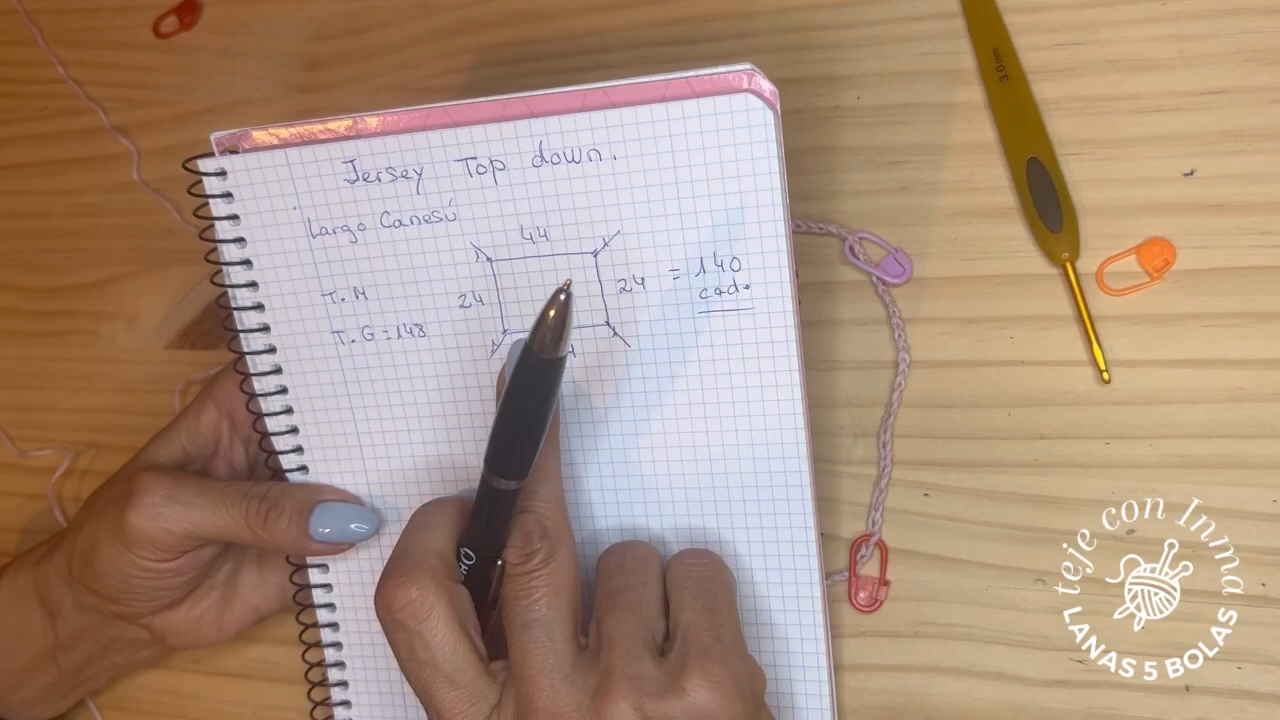 3.0mm
Jersey Top down.
Largo Canesú
44
T. M
24
24
= 140
cad.
T. G = 148
teje con Inma
LANAS 5 BOLAS